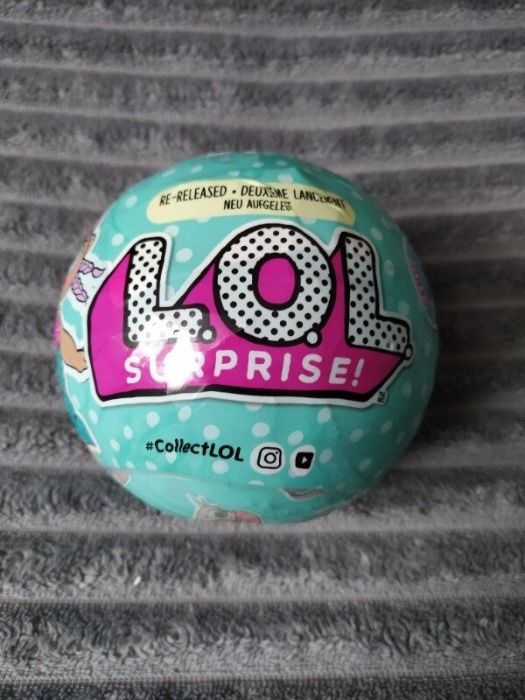 RE-RELEASED • DEUXIÈME LANCEMENT
NEU AUFGELEGT
L.O.L.
SURPRISE!
#CollectLOL